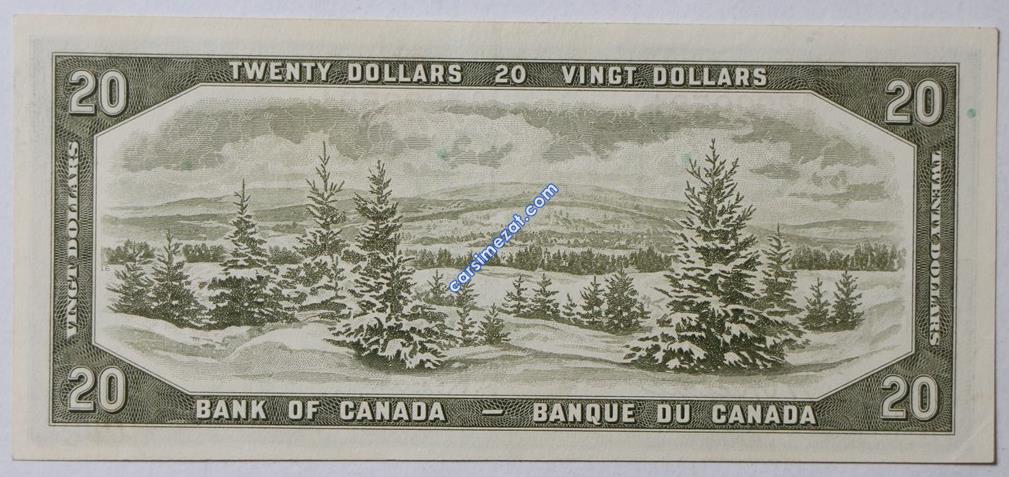 20 TWENTY DOLLARS 20 VINGT DOLLARS 20
VINGT DOLLARS
TWENTY DOLLARS
carsimezat.com
20 BANK OF CANADA — BANQUE DU CANADA 20